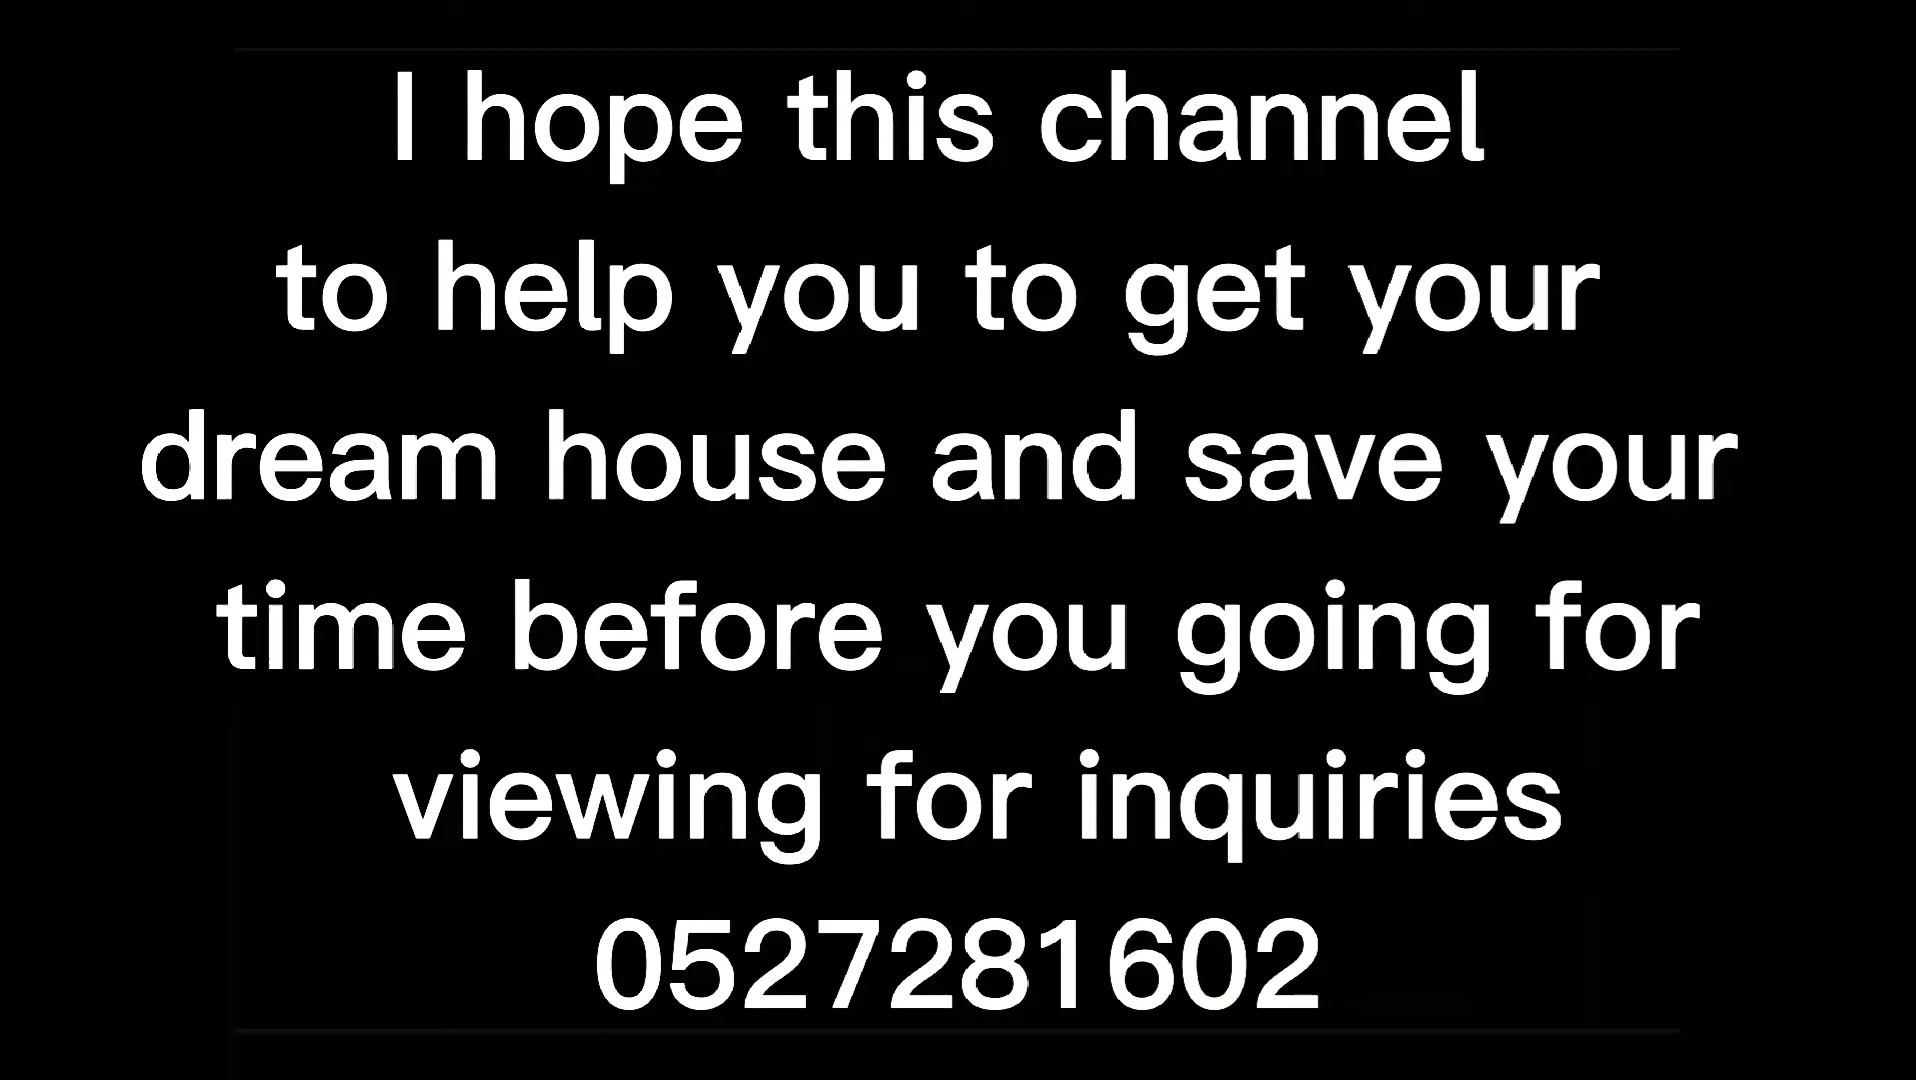 I hope this channel
to help you to get your
dream house and save your
time before you going for
viewing for inquiries
0527281602